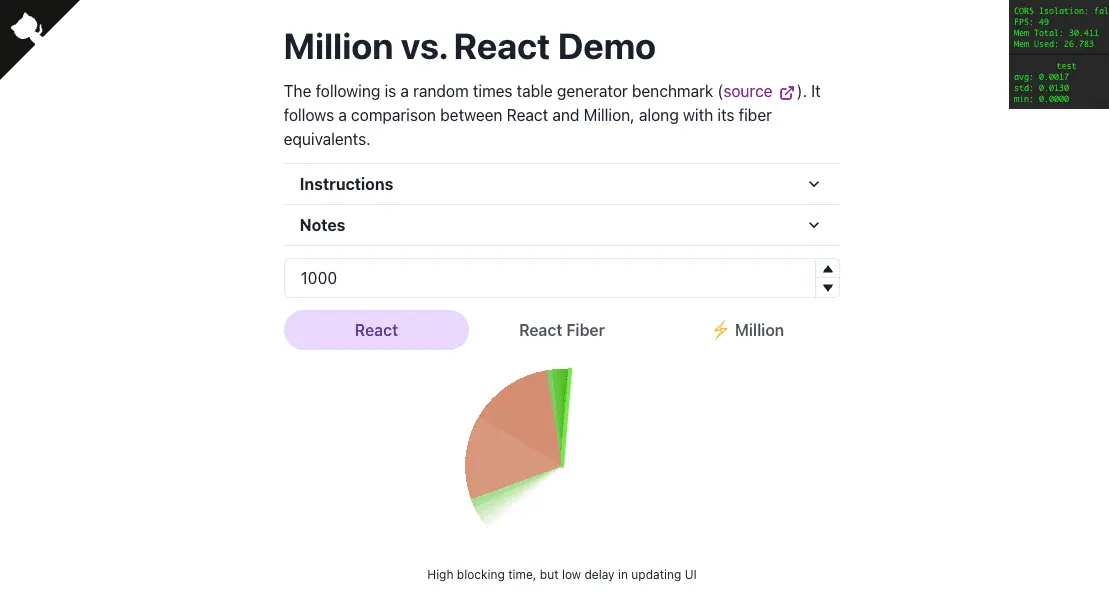 Million vs. React Demo
The following is a random times table generator benchmark (source ). It
follows a comparison between React and Million, along with its fiber
equivalents.
Instructions
Notes
1000
React
React Fiber
⚡ Million
High blocking time, but low delay in updating UI
CORS Isolation: fal
FPS: 49
Mem Total: 30.411
Mem Used: 26.783
test
avg: 0.0017
std: 0.0130
min: 0.0000